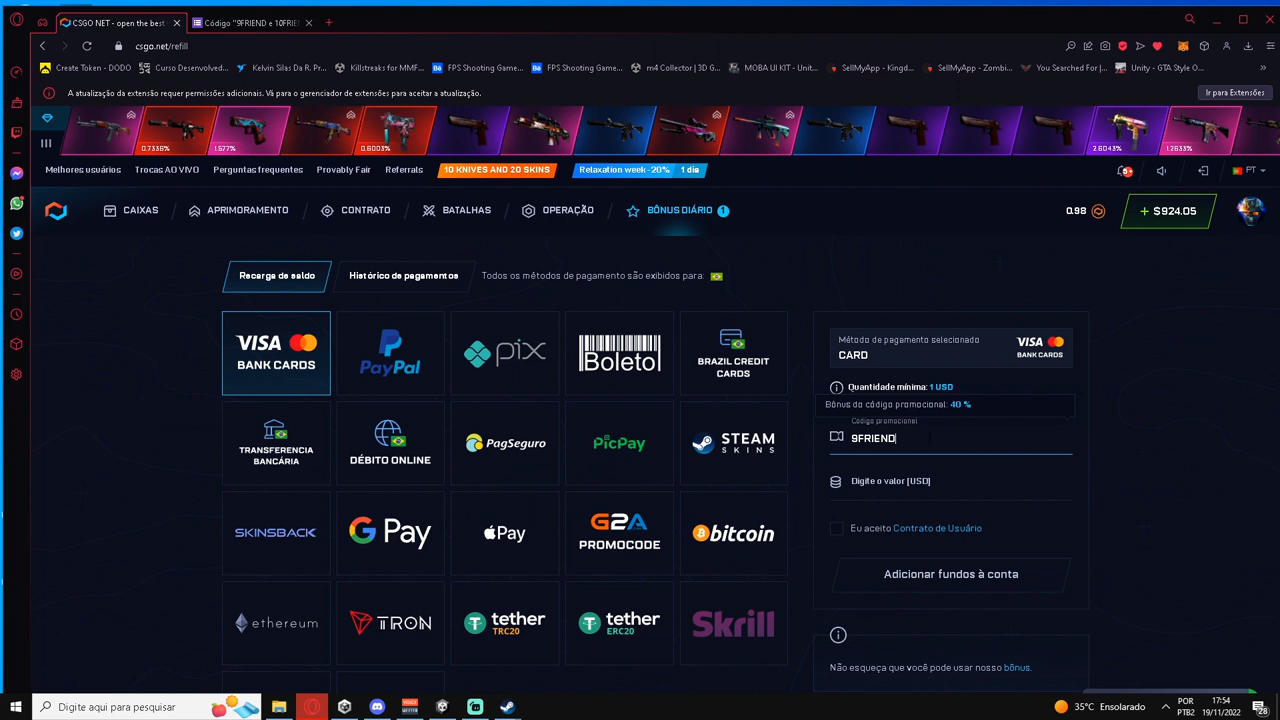 CSGO NET - open the best
Código "9FRIEND e 10FRIE
csgo.net/refill
Create Token - DODO
Curso Desenvolved...
Kelvin Silas Da R. Pr...
Killstreaks for MMF...
FPS Shooting Game...
FPS Shooting Game...
m4 Collector | 3D G...
MOBA UI KIT - Unit...
SellMyApp - Kingd...
SellMyApp - Zombi...
You Searched For |...
Unity - GTA Style O...
A atualização da extensão requer permissões adicionais. Vá para o gerenciador de extensões para aceitar a atualização.
Ir para Extensões
0.7336%
1.577%
0.6003%
2.6043%
1.2633%
Melhores usuários
Trocas AO VIVO
Perguntas frequentes
Provably Fair
Referrals
10 KNIVES AND 20 SKINS
Relaxation week -20%
1 dia
9+
PT
CAIXAS
APRIMORAMENTO
CONTRATO
BATALHAS
OPERAÇÃO
BÔNUS DIÁRIO 1
0.98
+ $924.05
Recarga de saldo
Histórico de pagamentos
Todos os métodos de pagamento são exibidos para:
VISA
BANK CARDS
PayPal
pix
Boleto
BRAZIL CREDIT
CARDS
TRANSFERENCIA
BANCÁRIA
DÉBITO ONLINE
PagSeguro
PicPay
STEAM
SKINS
SKINSBACK
G Pay
Pay
G2A
PROMOCODE
bitcoin
ethereum
TRON
tether
TRC20
tether
ERC20
Skrill
Método de pagamento selecionado
CARD
VISA
BANK CARDS
Quantidade mínima: 1 USD
Bônus do código promocional: 40 %
Código promocional
9FRIEND
Digite o valor [USD]
Eu aceito Contrato de Usuário
Adicionar fundos à conta
Não esqueça que você pode usar nosso bônus.
Digite aqui para pesquisar
35°C Ensolarado
POR
PTB2
17:54
19/11/2022
28